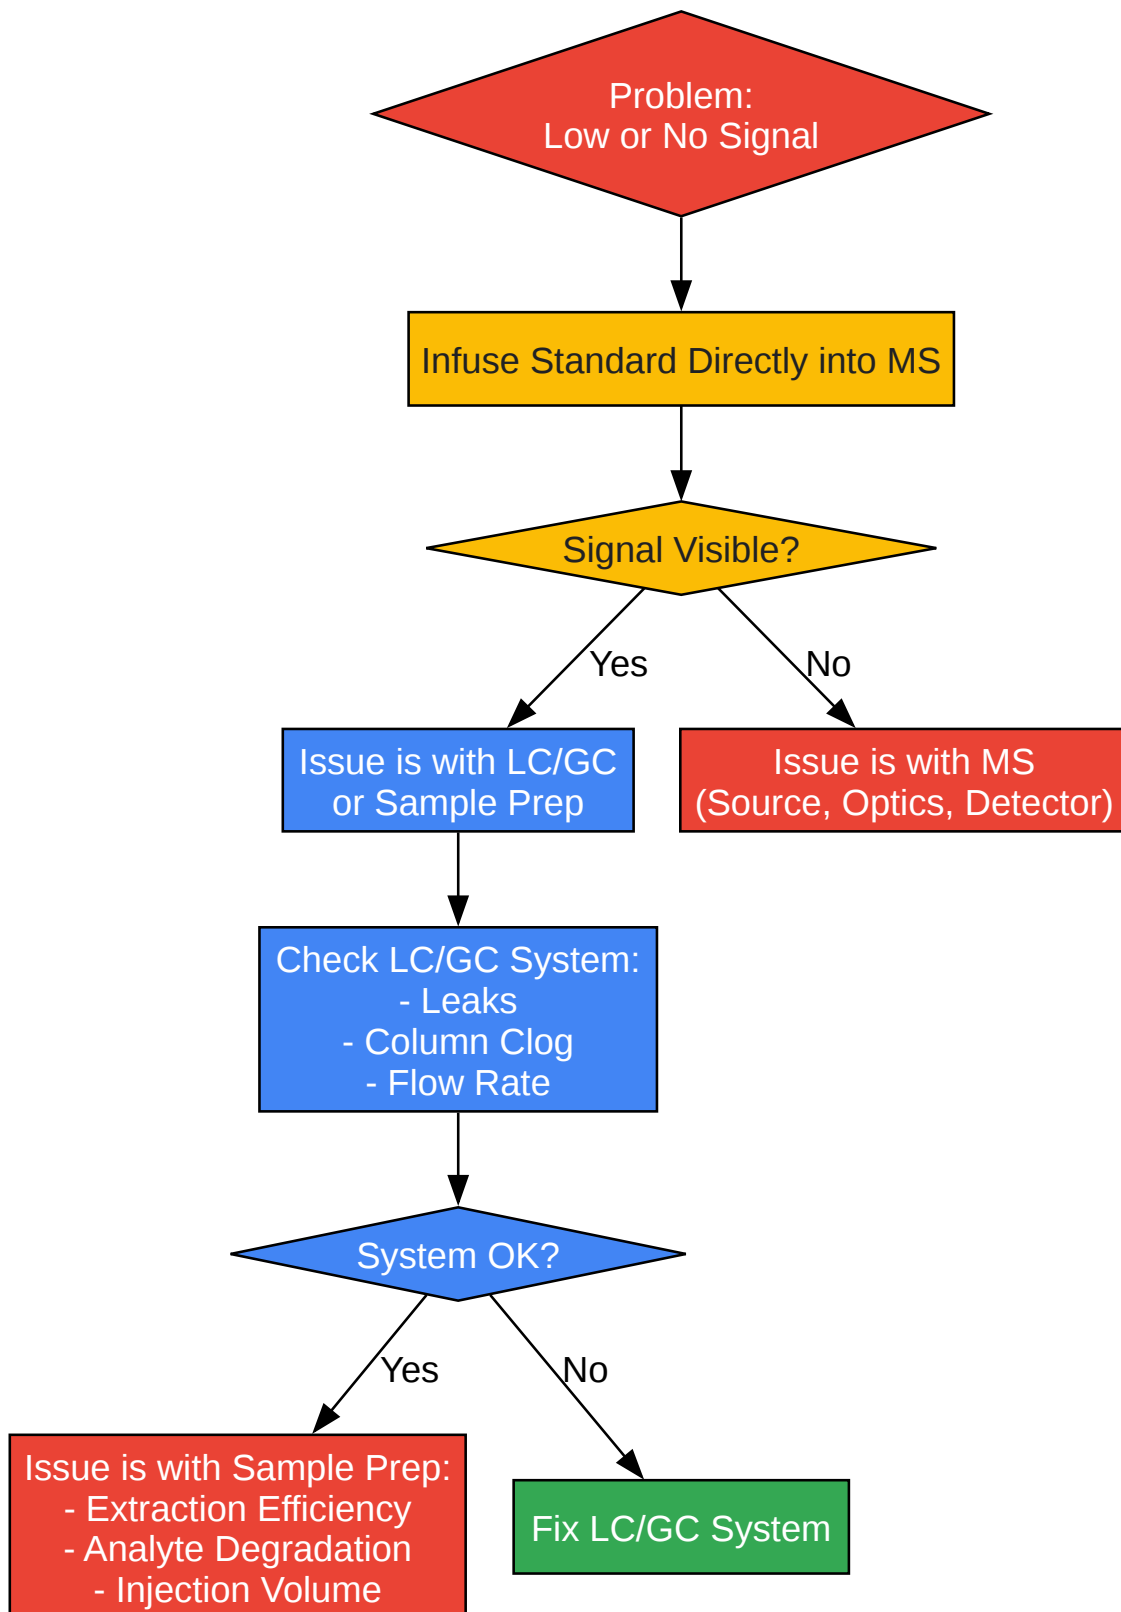 Problem:
Low or No Signal
Infuse Standard Directly into MS
Signal Visible?
Yes
No
Issue is with LC/GC
or Sample Prep
Issue is with MS
(Source, Optics, Detector)
Check LC/GC System:
- Leaks
- Column Clog
- Flow Rate
System OK?
Yes
No
Issue is with Sample Prep:
- Extraction Efficiency
- Analyte Degradation
- Injection Volume
Fix LC/GC System